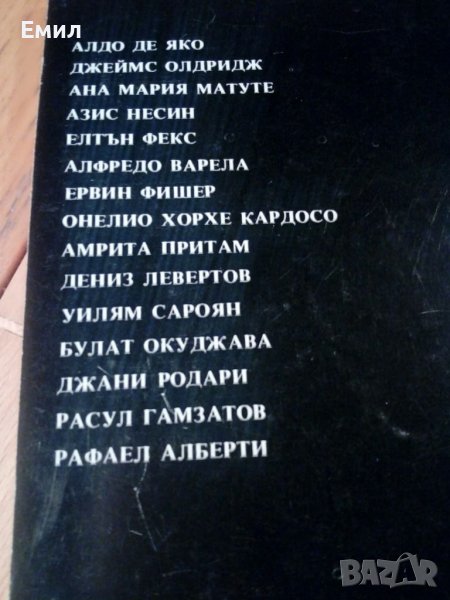 Емил
АЛДО ДЕ ЯКО
ДЖЕЙМС ОЛДРИДЖ
АНА МАРИЯ МАТУТЕ
АЗИС НЕСИН
ЕЛТЪН ФЕКС
АЛФРЕДО ВАРЕЛА
ЕРВИН ФИШЕР
ОНЕЛИО ХОРХЕ КАРДОСО
АМРИТА ПРИТАМ
ДЕНИЗ ЛЕВЕРТОВ
УИЛЯМ САРОЯН
БУЛАТ ОКУДЖАВА
ДЖАНИ РОДАРИ
РАСУЛ ГАМЗАТОВ
РАФАЕЛ АЛБЕРТИ
BAZAR